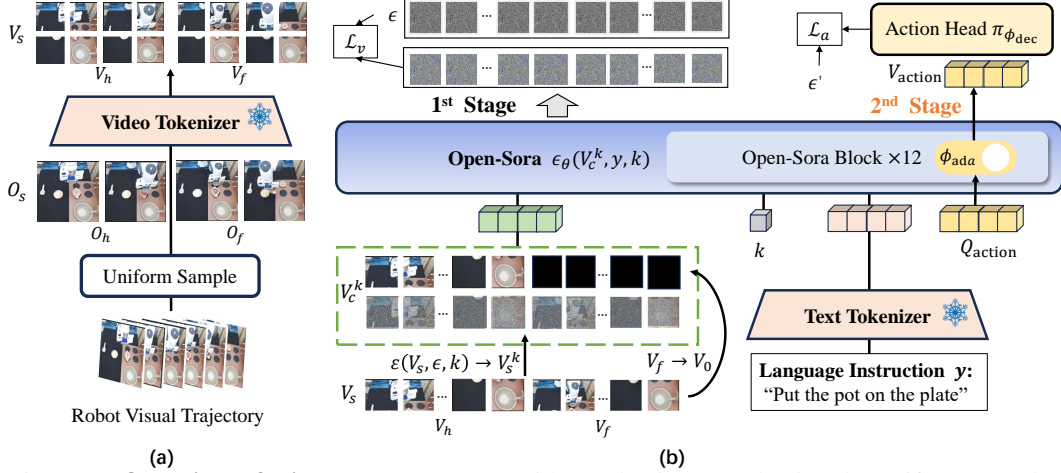 V_s
V_h
V_f
Video Tokenizer
O_s
O_h
O_f
Uniform Sample
Robot Visual Trajectory
(a)
ϵ
ℒ_v
...
...
...
...
1st Stage
ℒ_a
Action Head π_ϕ_dec
ϵ'
V_action
2nd Stage
Open-Sora ϵ_θ(V_c^k, y, k)
Open-Sora Block ×12
ϕ_ada
k
Q_action
V_c^k
...
...
...
...
ε(V_s, ϵ, k) → V_s^k
V_f → V_0
V_s
...
...
V_h
V_f
Text Tokenizer
Language Instruction y:
“Put the pot on the plate”
(b)